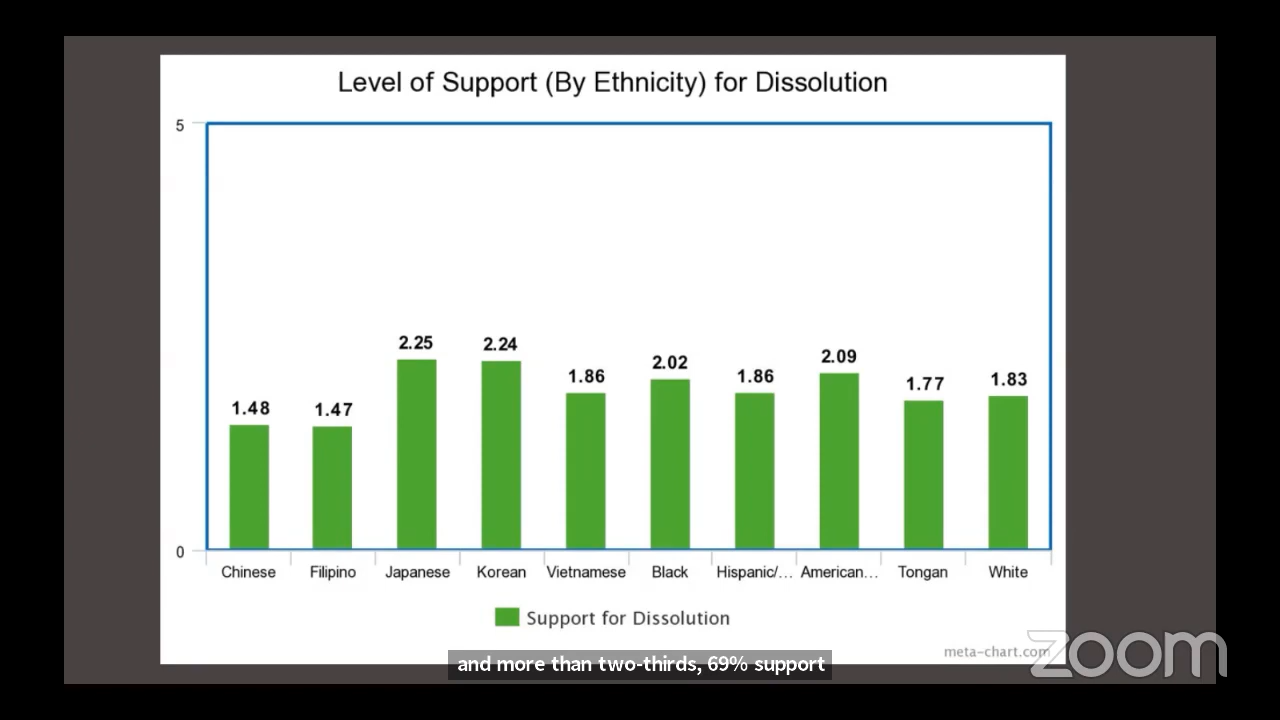 Level of Support (By Ethnicity) for Dissolution
5
2.25
2.24
2.09
2.02
1.86
1.86
1.83
1.77
1.48
1.47
0
Chinese Filipino Japanese Korean Vietnamese Black Hispanic/... American... Tongan White
Support for Dissolution
meta-chart.com
zoom
and more than two-thirds, 69% support